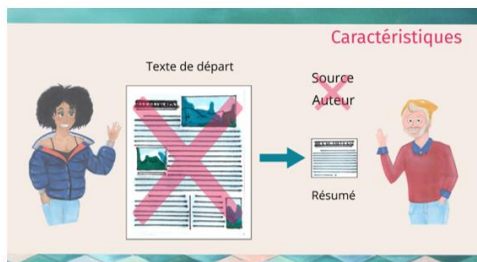 Caractéristiques
Texte de départ
Source
Auteur
Résumé